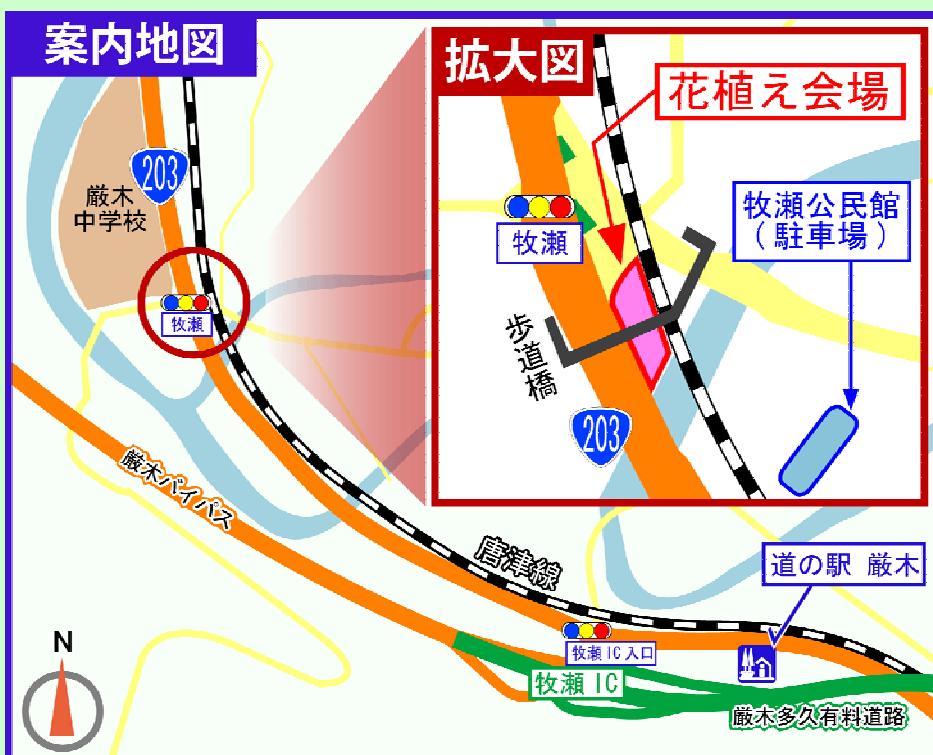 案内地図
拡大図
花植え会場
203
厳木
中学校
牧瀬
牧瀬公民館
(駐車場)
牧瀬
歩道橋
203
厳木バイパス
唐津線
道の駅 厳木
牧瀬IC入口
牧瀬 IC
厳木多久有料道路
N